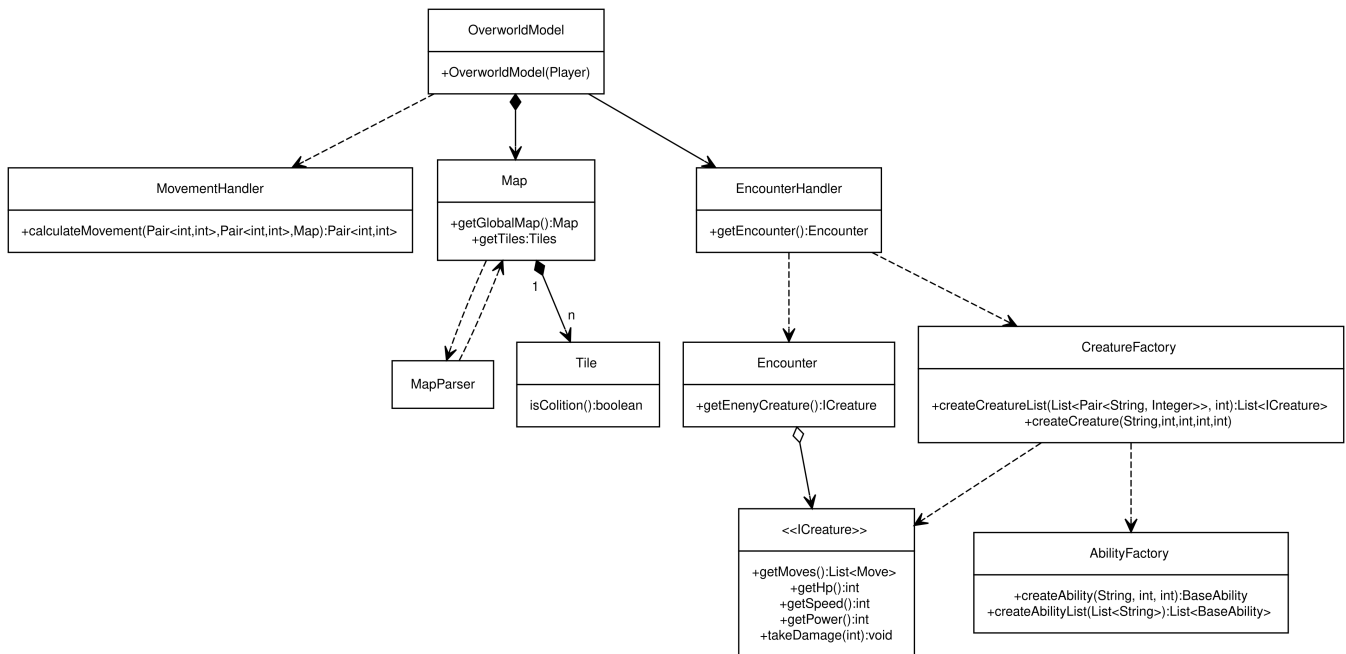 OverworldModel
+OverworldModel(Player)
MovementHandler
+calculateMovement(Pair<int,int>,Pair<int,int>,Map):Pair<int,int>
Map
+getGlobalMap():Map
+getTiles:Tiles
EncounterHandler
+getEncounter():Encounter
1
n
MapParser
Tile
isColition():boolean
Encounter
+getEnenyCreature():ICreature
CreatureFactory
+createCreatureList(List<Pair<String, Integer>>, int):List<ICreature>
+createCreature(String,int,int,int,int)
<<ICreature>>
+getMoves():List<Move>
+getHp():int
+getSpeed():int
+getPower():int
+takeDamage(int):void
AbilityFactory
+createAbility(String, int, int):BaseAbility
+createAbilityList(List<String>):List<BaseAbility>